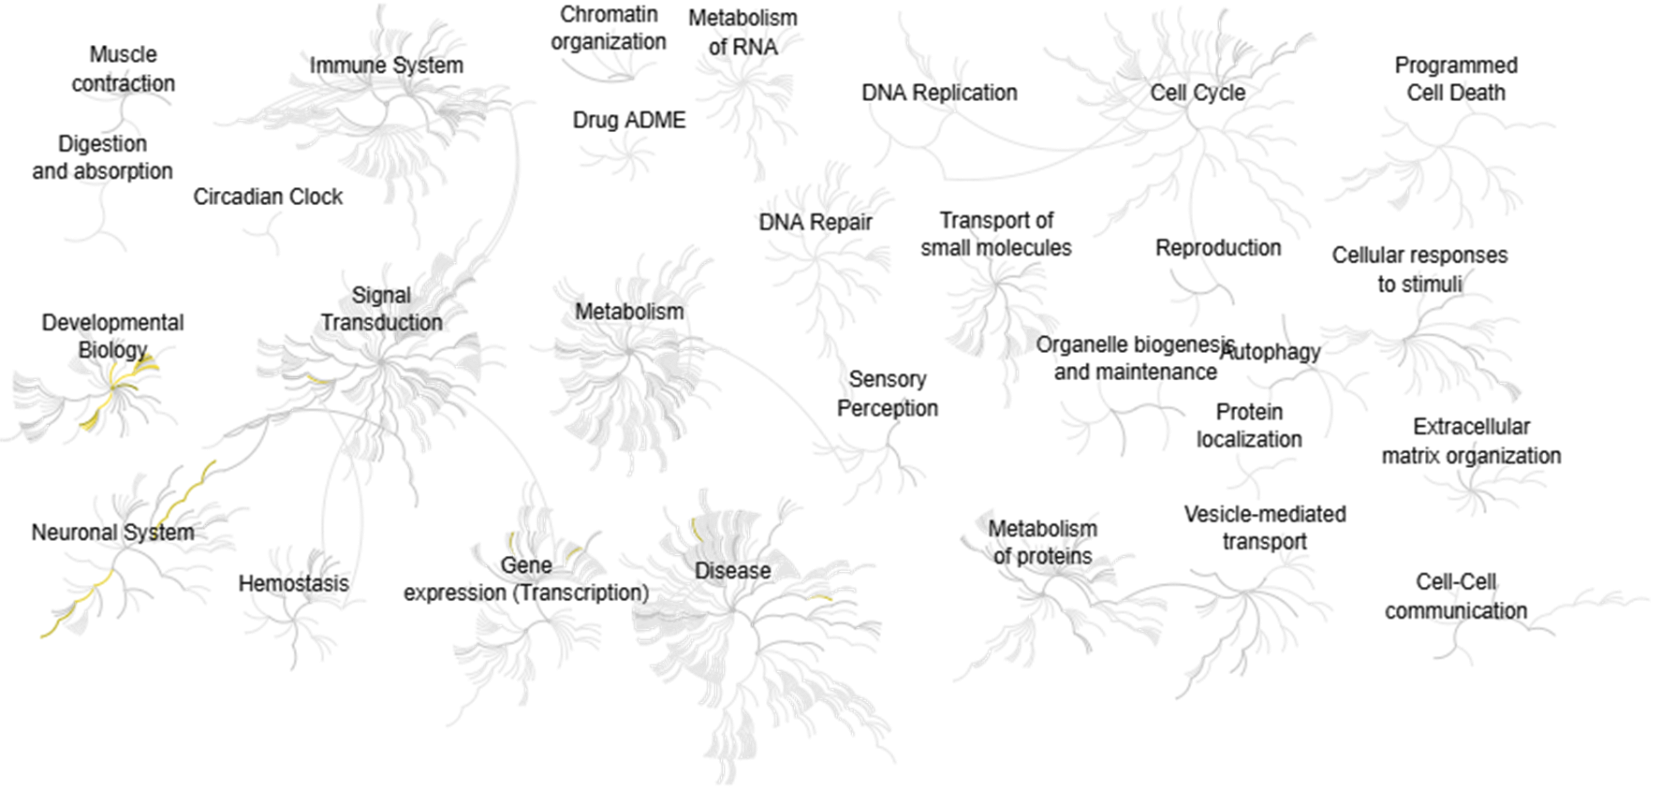 Chromatin
organization
Metabolism
of RNA
Muscle
contraction
Immune System
Programmed
Cell Death
DNA Replication
Cell Cycle
Drug ADME
Digestion
and absorption
Circadian Clock
DNA Repair
Transport of
small molecules
Reproduction
Cellular responses
to stimuli
Signal
Transduction
Metabolism
Developmental
Biology
Organelle biogenesis
and maintenance
Autophagy
Sensory
Perception
Protein
localization
Extracellular
matrix organization
Neuronal System
Metabolism
of proteins
Vesicle-mediated
transport
Hemostasis
Gene
expression (Transcription)
Disease
Cell-Cell
communication